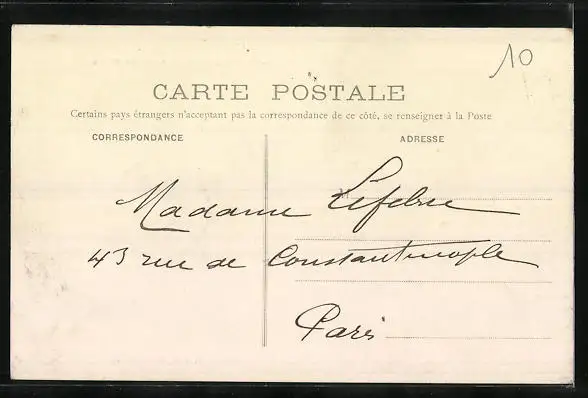 10
CARTE POSTALE
Certains pays étrangers n'acceptant pas la correspondance de ce côté, se renseigner à la Poste
CORRESPONDANCE
ADRESSE
Madame Lefebre
43 rue de Constantinople
Paris